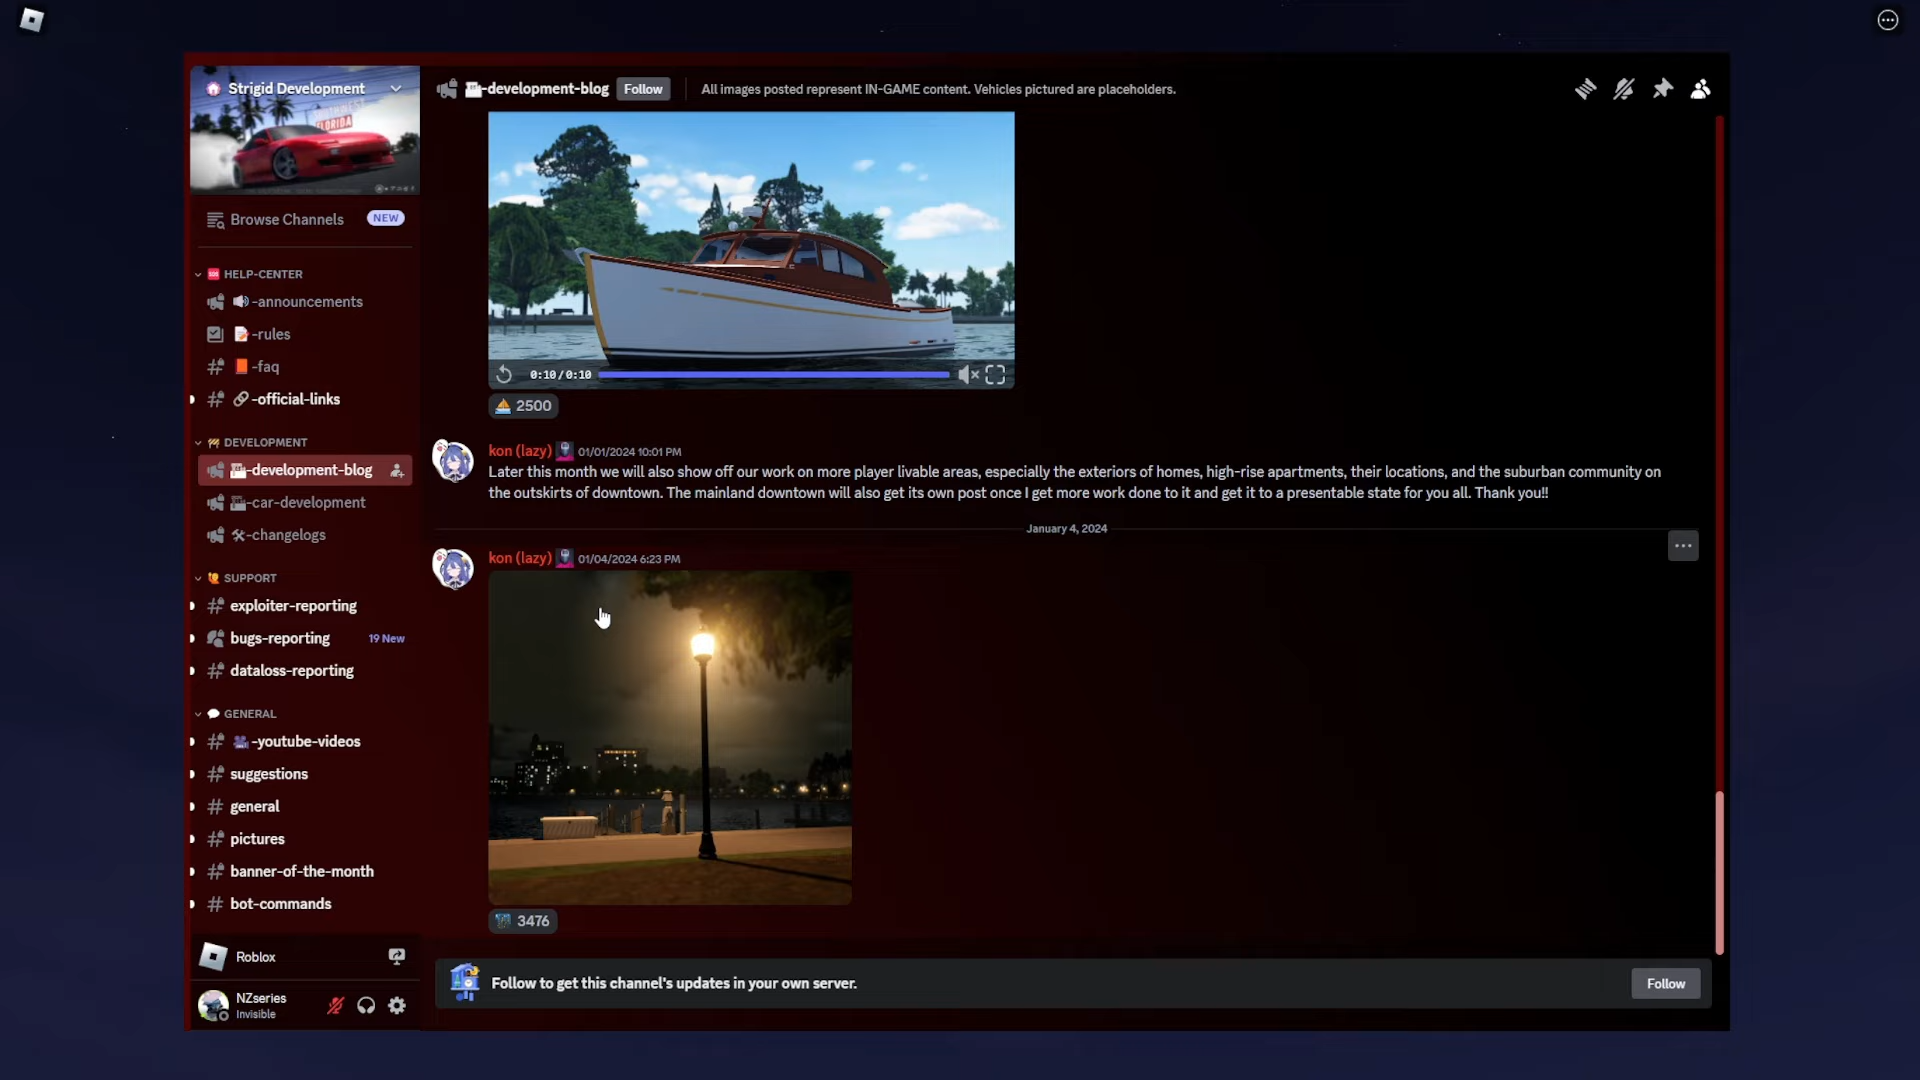 Strigid Development
SOUTHWEST
FLORIDA
Browse Channels NEW
HELP-CENTER
-announcements
-rules
-faq
-official-links
DEVELOPMENT
-development-blog
-car-development
-changelogs
SUPPORT
exploiter-reporting
bugs-reporting 19 New
dataloss-reporting
GENERAL
-youtube-videos
suggestions
general
pictures
banner-of-the-month
bot-commands
Roblox
NZseries
Invisible
-development-blog Follow All images posted represent IN-GAME content. Vehicles pictured are placeholders.
0:10/0:10
2500
kon (lazy) 01/01/2024 10:01 PM
Later this month we will also show off our work on more player livable areas, especially the exteriors of homes, high-rise apartments, their locations, and the suburban community on
the outskirts of downtown. The mainland downtown will also get its own post once I get more work done to it and get it to a presentable state for you all. Thank you!!
January 4, 2024
kon (lazy) 01/04/2024 6:23 PM
3476
Follow to get this channel's updates in your own server. Follow